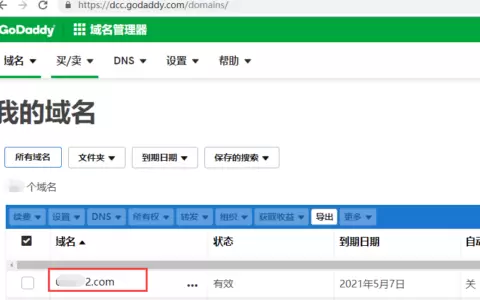 https://dcc.godaddy.com/domains/
GoDaddy 域名管理器
域名 买/卖 DNS 设置 帮助
我的域名
所有域名 文件夹 到期日期 保存的搜索
个域名
续费 设置 DNS 所有权 转发 组织 获取收益 导出 更多
域名 状态 到期日期 自动
2.com ... 有效 2021年5月7日 关